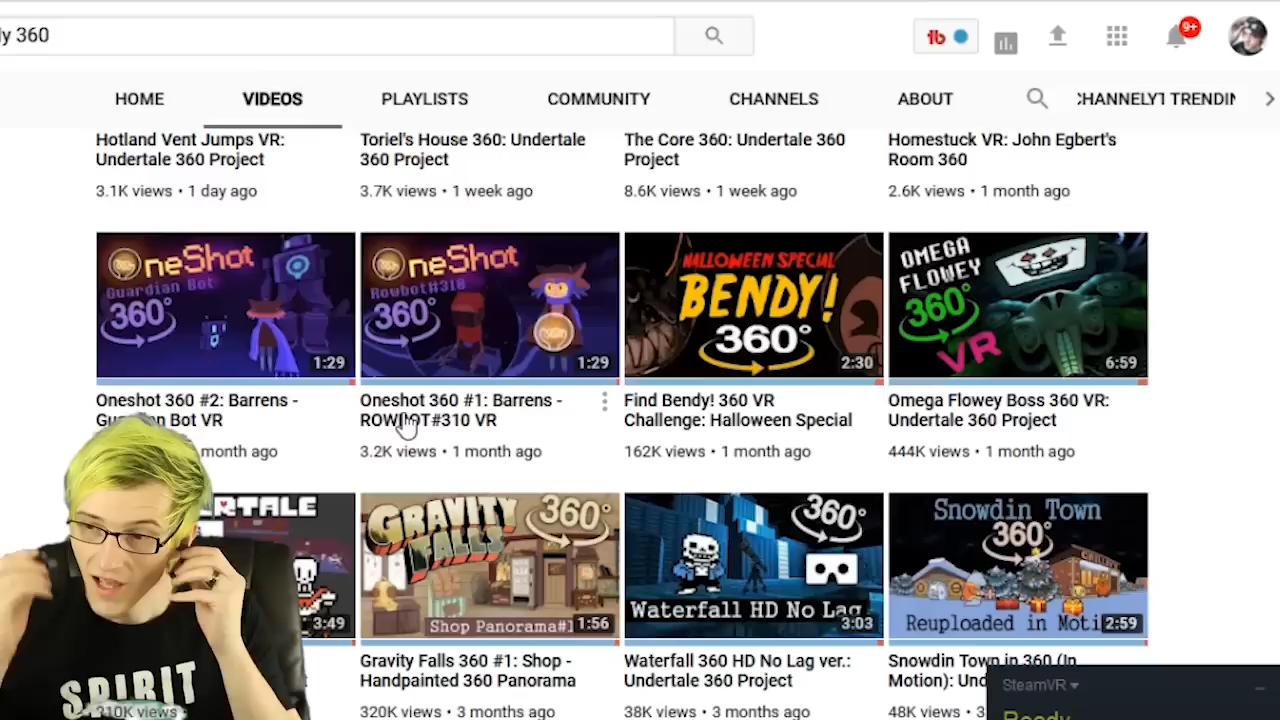 ly 360
9+
HOME VIDEOS PLAYLISTS COMMUNITY CHANNELS ABOUT CHANNELYT TRENDIN
Hotland Vent Jumps VR:
Undertale 360 Project
3.1K views • 1 day ago
Toriel's House 360: Undertale
360 Project
3.7K views • 1 week ago
The Core 360: Undertale 360
Project
8.6K views • 1 week ago
Homestuck VR: John Egbert's
Room 360
2.6K views • 1 month ago
OneShot
Guardian Bot
360°
1:29
OneShot
Rowbot#310
360°
1:29
HALLOWEEN SPECIAL
BENDY!
360°
2:30
OMEGA
FLOWEY
360°
VR
6:59
Oneshot 360 #2: Barrens -
Guardian Bot VR
month ago
Oneshot 360 #1: Barrens -
ROWBOT#310 VR
3.2K views • 1 month ago
Find Bendy! 360 VR
Challenge: Halloween Special
162K views • 1 month ago
Omega Flowey Boss 360 VR:
Undertale 360 Project
444K views • 1 month ago
RTALE
3:49
GRAVITY
FALLS
360°
Shop Panorama#1
1:56
360°
Waterfall HD No Lag
3:03
Snowdin Town
360°
Reuploaded in Moti
2:59
310K views
Gravity Falls 360 #1: Shop -
Handpainted 360 Panorama
320K views • 3 months ago
Waterfall 360 HD No Lag ver.:
Undertale 360 Project
38K views • 3 months ago
Snowdin Town in 360 (In
Motion): Und
48K views • 3 mo
SPIRIT
SteamVR
Ready